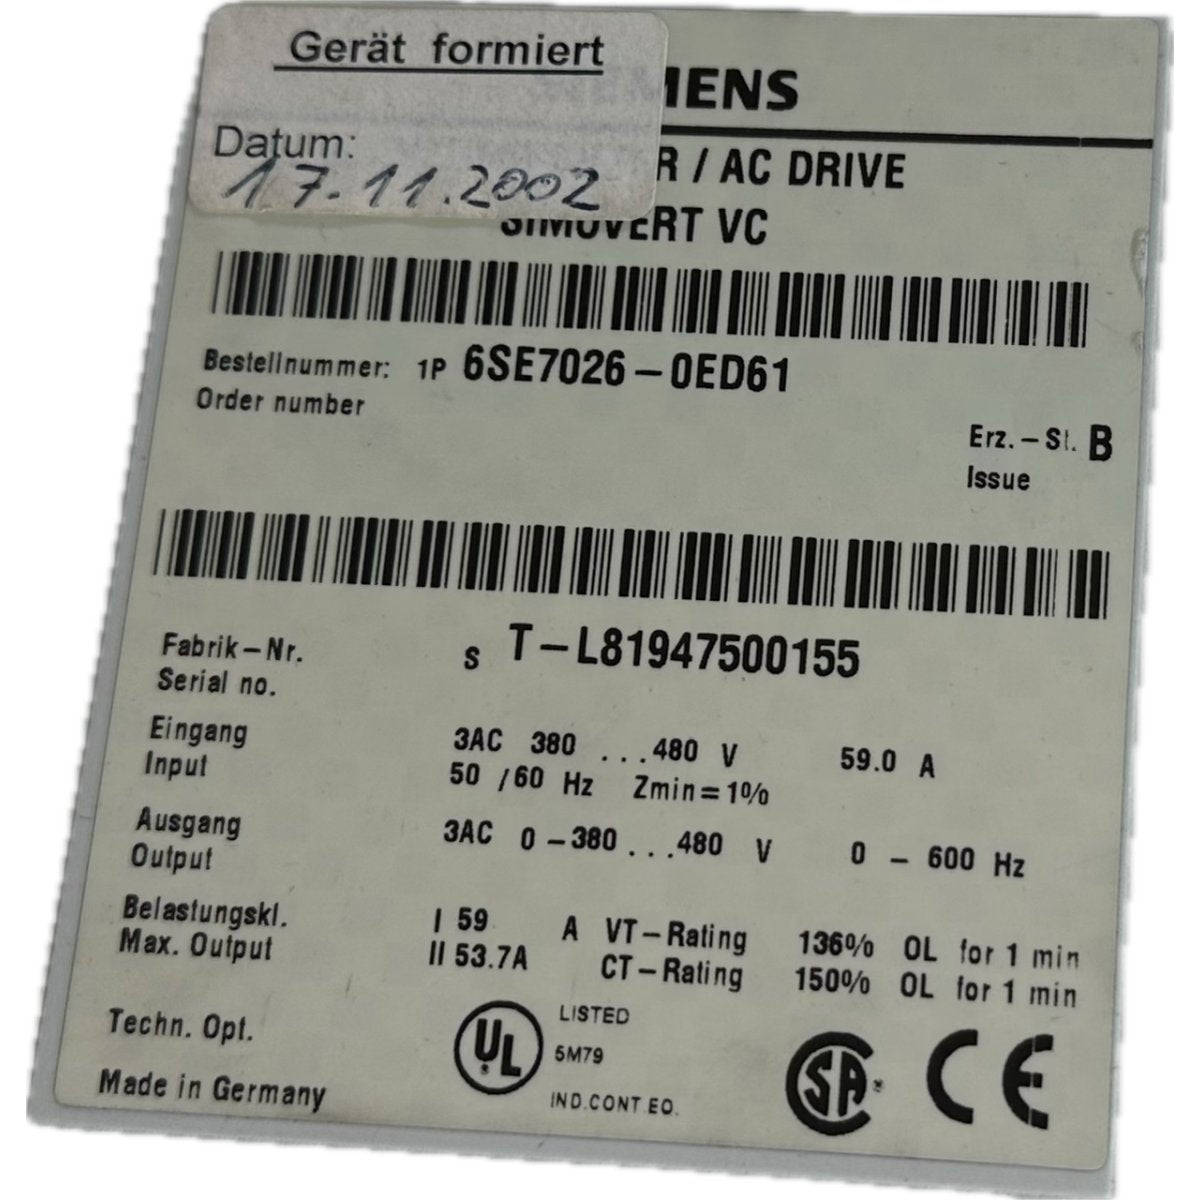 Gerät formiert
Datum:
17.11.2002
MENS
R / AC DRIVE
SIMOVERT VC
Bestellnummer: 1P 6SE7026-0ED61
Order number
Erz.-St. B
Issue
Fabrik-Nr. S T-L81947500155
Serial no.
Eingang 3AC 380 ...480 V 59.0 A
Input 50 /60 Hz Zmin=1%
Ausgang 3AC 0-380 ...480 V 0 - 600 Hz
Output
Belastungskl. I 59 A VT-Rating 136% OL for 1 min
Max. Output II 53.7A CT-Rating 150% OL for 1 min
Techn. Opt.
UL LISTED
5M79
IND.CONT.EQ.
SA
CE
Made in Germany